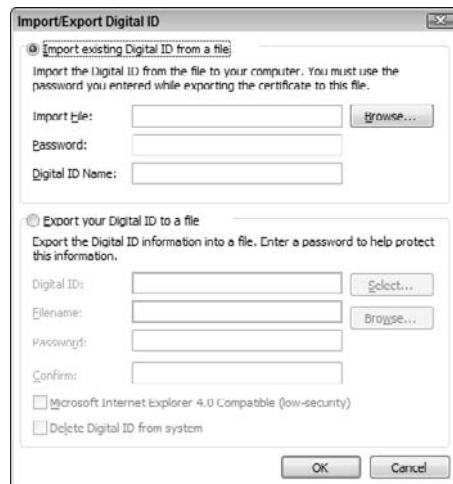 Import/Export Digital ID
Import existing Digital ID from a file
Import the Digital ID from the file to your computer. You must use the
password you entered while exporting the certificate to this file.
Import File:
Browse...
Password:
Digital ID Name:
Export your Digital ID to a file
Export the Digital ID information into a file. Enter a password to help protect
this information.
Digital ID:
Select...
Filename:
Browse...
Password:
Confirm:
Microsoft Internet Explorer 4.0 Compatible (low-security)
Delete Digital ID from system
OK
Cancel